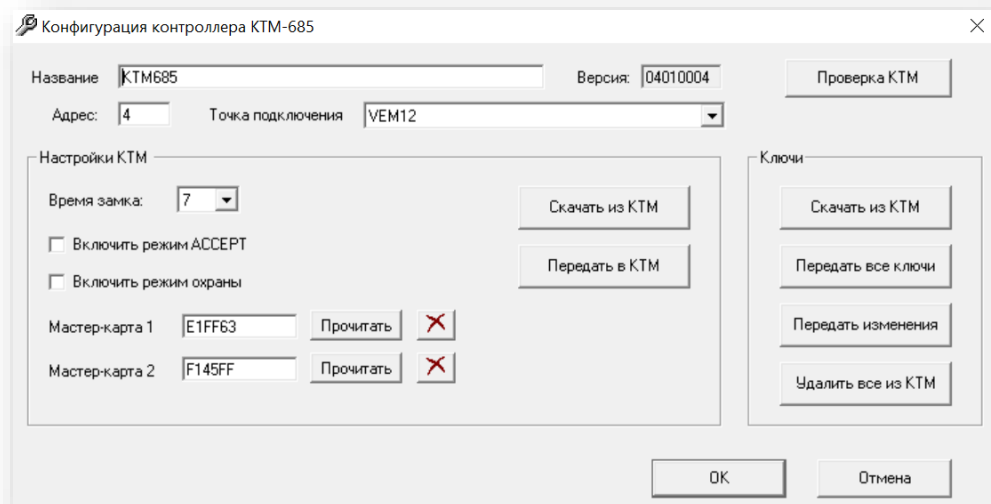 Конфигурация контроллера КТМ-685
Название KTM685 Версия: 04010004 Проверка КТМ
Адрес: 4 Точка подключения VEM12
Настройки КТМ
Время замка: 7
Включить режим ACCEPT
Включить режим охраны
Скачать из КТМ
Передать в КТМ
Мастер-карта 1 E1FF63 Прочитать
Мастер-карта 2 F145FF Прочитать
Ключи
Скачать из КТМ
Передать все ключи
Передать изменения
Удалить все из КТМ
OK Отмена